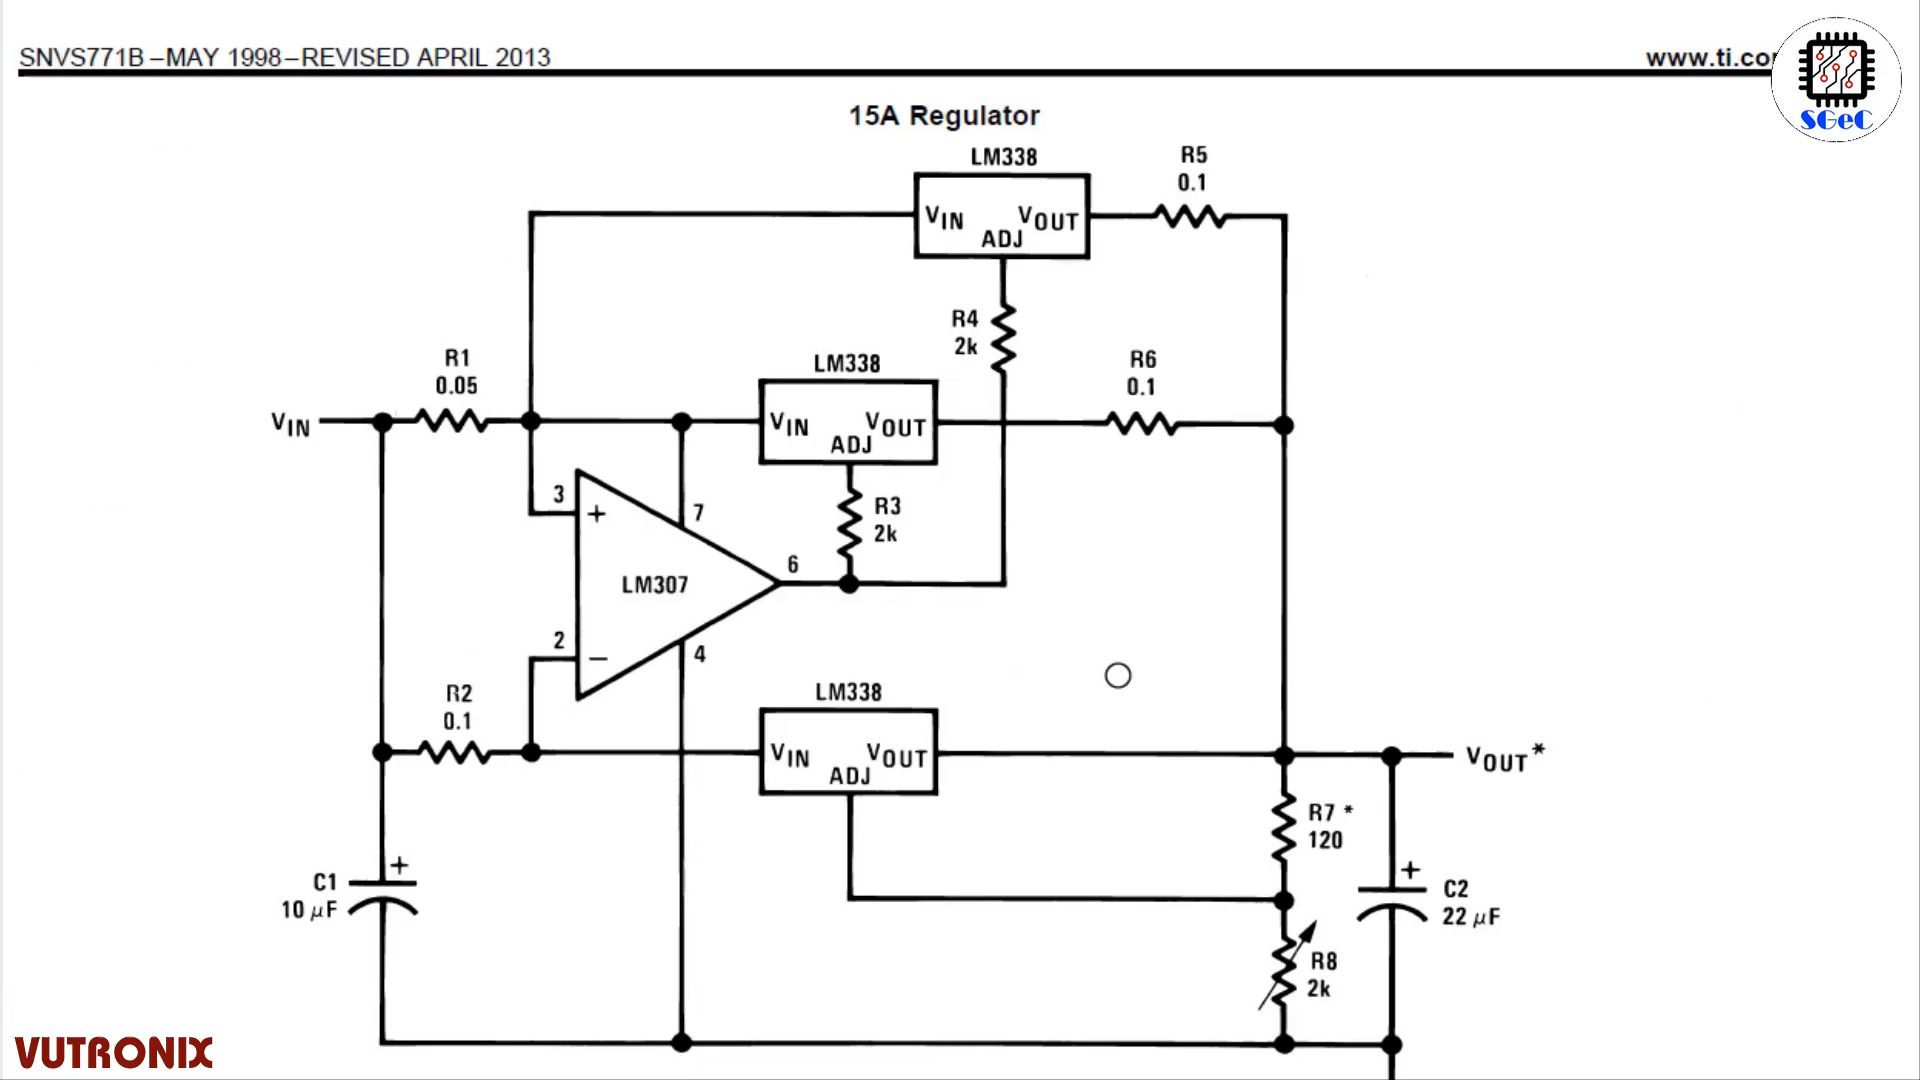 SNVS771B –MAY 1998–REVISED APRIL 2013
www.ti.co
SGeC
15A Regulator
LM338
VIN
VOUT
ADJ
R5
0.1
R4
2k
R1
0.05
VIN
LM338
VIN
VOUT
ADJ
R6
0.1
R3
2k
3
+
7
6
LM307
2
–
4
R2
0.1
LM338
VIN
VOUT
ADJ
VOUT*
R7 *
120
+
C1
10 µF
+
C2
22 µF
R8
2k
VUTRONIX